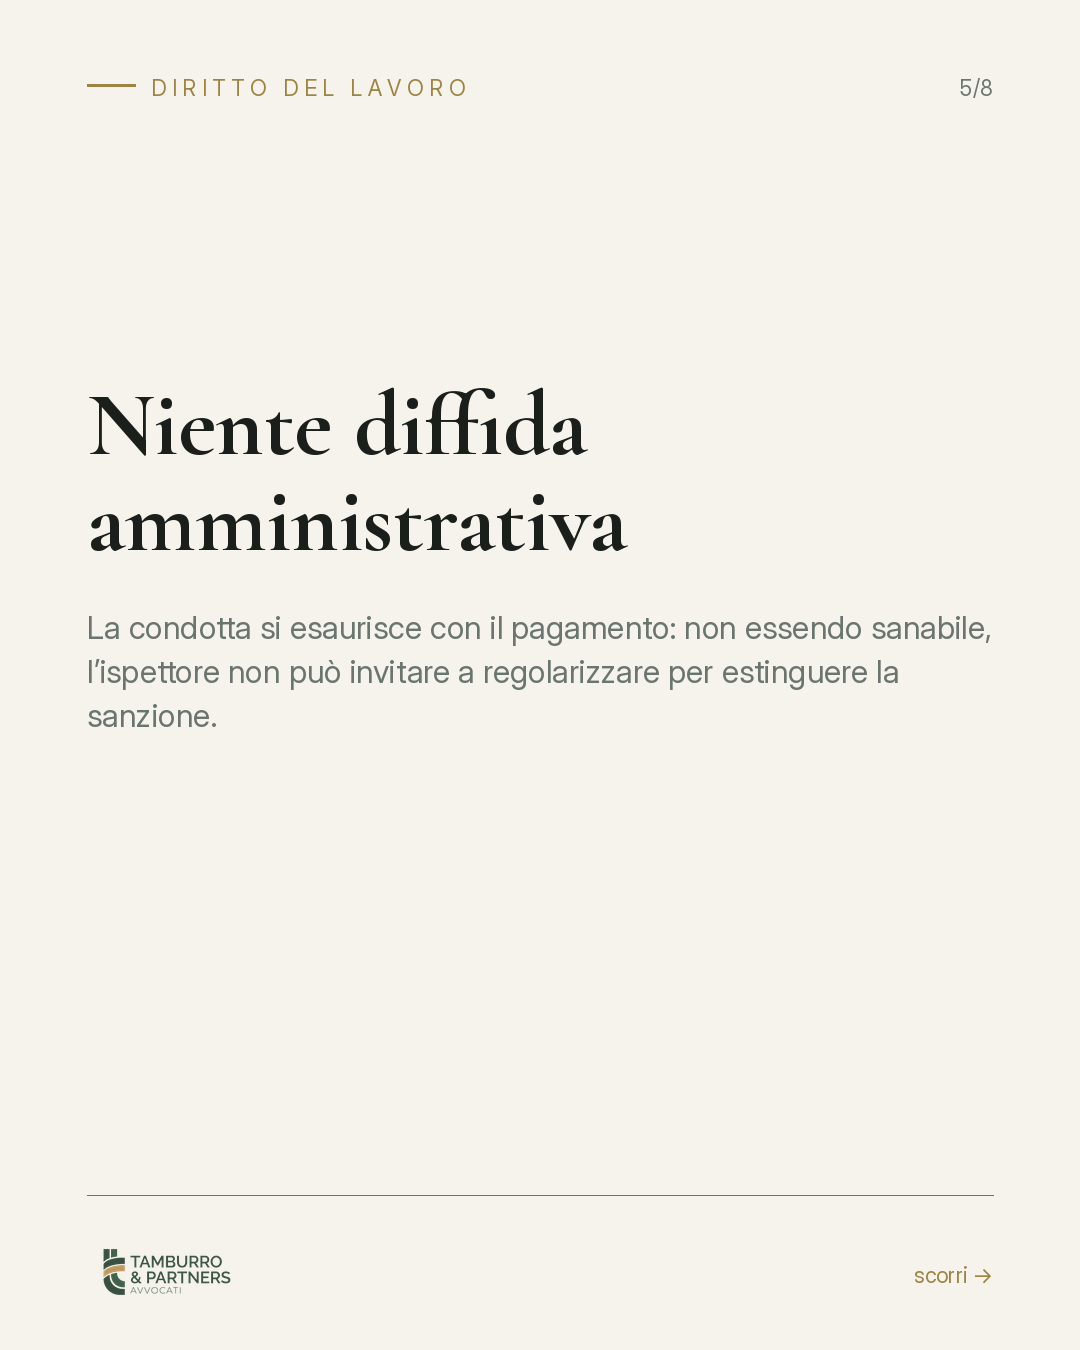 DIRITTO DEL LAVORO
5/8
Niente diffida
amministrativa
La condotta si esaurisce con il pagamento: non essendo sanabile,
l’ispettore non può invitare a regolarizzare per estinguere la
sanzione.
TAMBURRO
& PARTNERS
AVVOCATI
scorri →